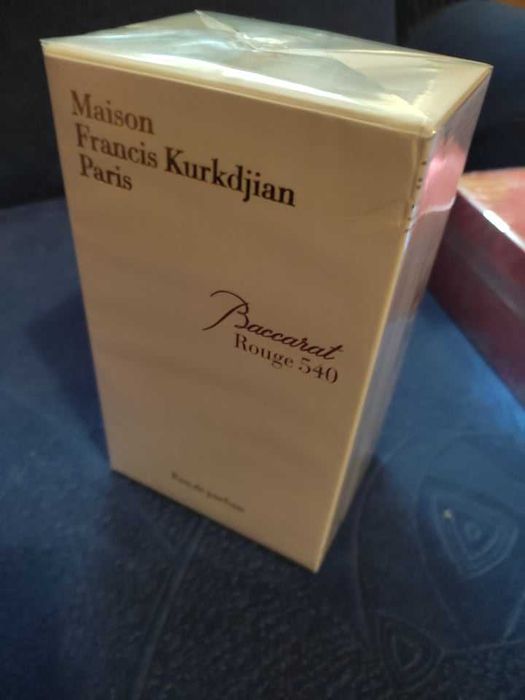 Maison
Francis Kurkdjian
Paris
Baccarat
Rouge 540
Eau de parfum